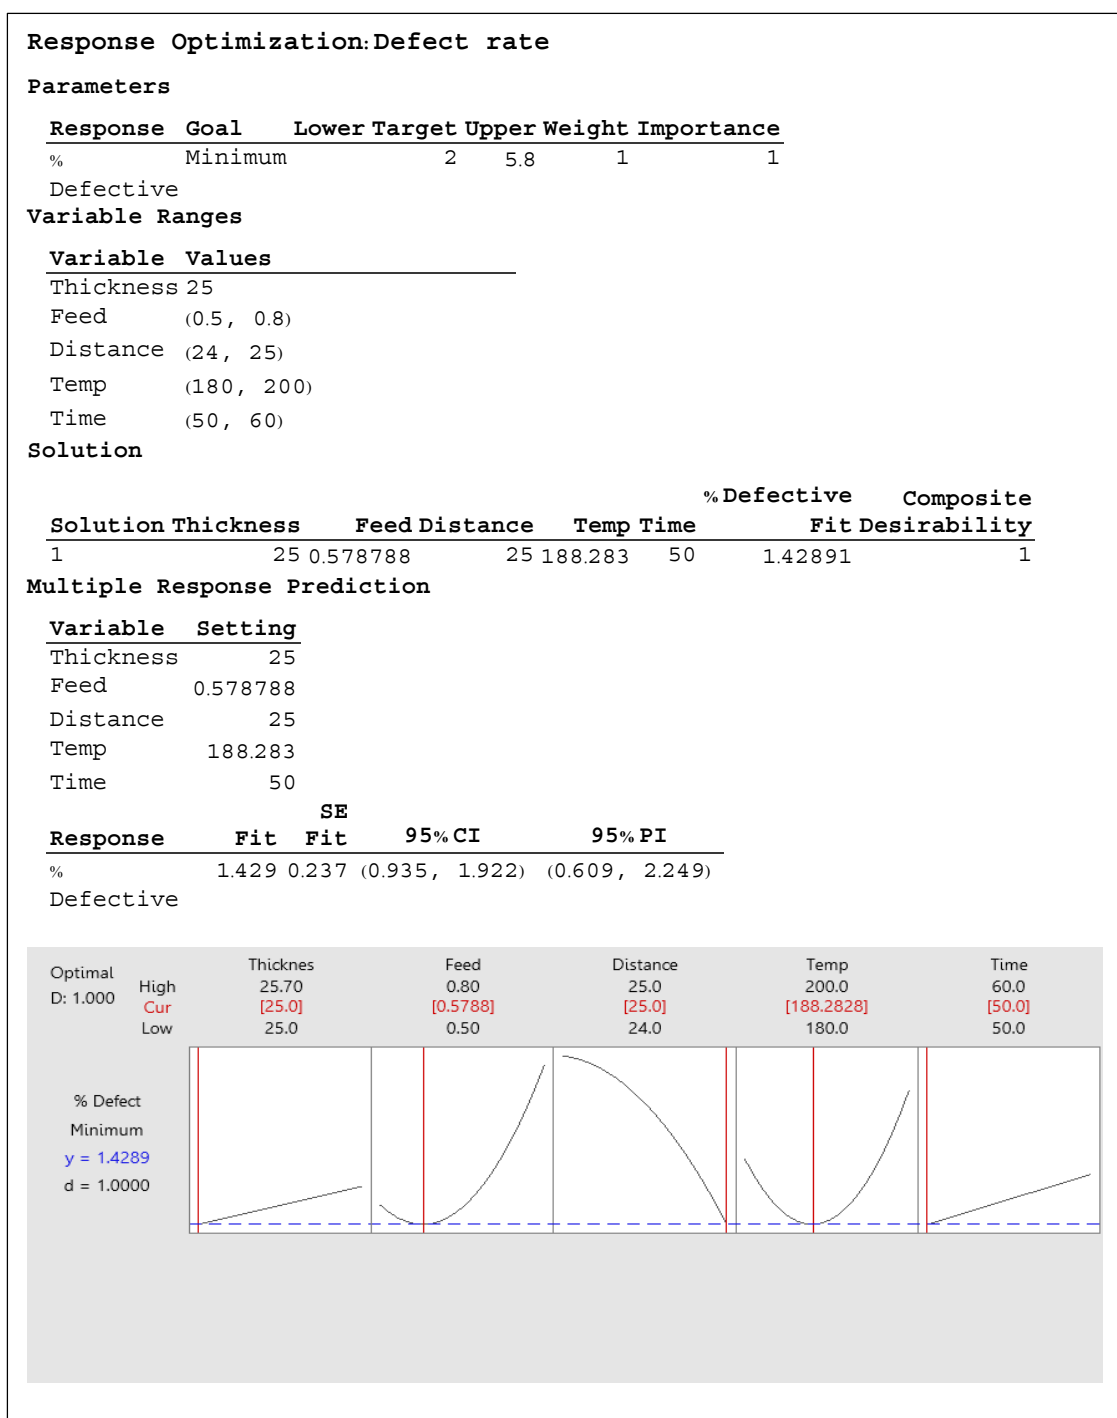 Response Optimization: Defect rate
Parameters
Response Goal Lower Target Upper Weight Importance
% Minimum 2 5.8 1 1
Defective
Variable Ranges
Variable Values
Thickness 25
Feed (0.5, 0.8)
Distance (24, 25)
Temp (180, 200)
Time (50, 60)
Solution
% Defective Composite
Solution Thickness Feed Distance Temp Time Fit Desirability
1 25 0.578788 25 188.283 50 1.42891 1
Multiple Response Prediction
Variable Setting
Thickness 25
Feed 0.578788
Distance 25
Temp 188.283
Time 50
SE
Response Fit Fit 95% CI 95% PI
% 1.429 0.237 (0.935, 1.922) (0.609, 2.249)
Defective
Optimal Thicknes Feed Distance Temp Time
D: 1.000 High 25.70 0.80 25.0 200.0 60.0
Cur [25.0] [0.5788] [25.0] [188.2828] [50.0]
Low 25.0 0.50 24.0 180.0 50.0
% Defect
Minimum
y = 1.4289
d = 1.0000